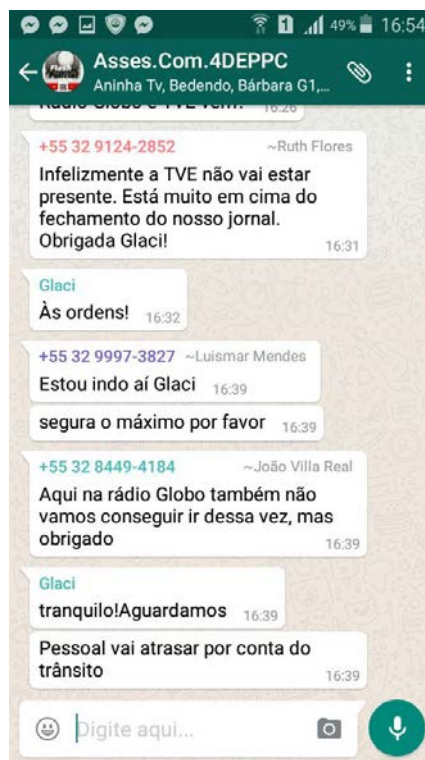 1 49% 16:54
Asses.Com.4DEPPC
Aninha Tv, Bedendo, Bárbara G1,...
16:26
+55 32 9124-2852 ~Ruth Flores
Infelizmente a TVE não vai estar
presente. Está muito em cima do
fechamento do nosso jornal.
Obrigada Glaci! 16:31
Glaci
Às ordens! 16:32
+55 32 9997-3827 ~Luismar Mendes
Estou indo aí Glaci 16:39
segura o máximo por favor 16:39
+55 32 8449-4184 ~João Villa Real
Aqui na rádio Globo também não
vamos conseguir ir dessa vez, mas
obrigado 16:39
Glaci
tranquilo!Aguardamos 16:39
Pessoal vai atrasar por conta do
trânsito 16:39
Digite aqui...